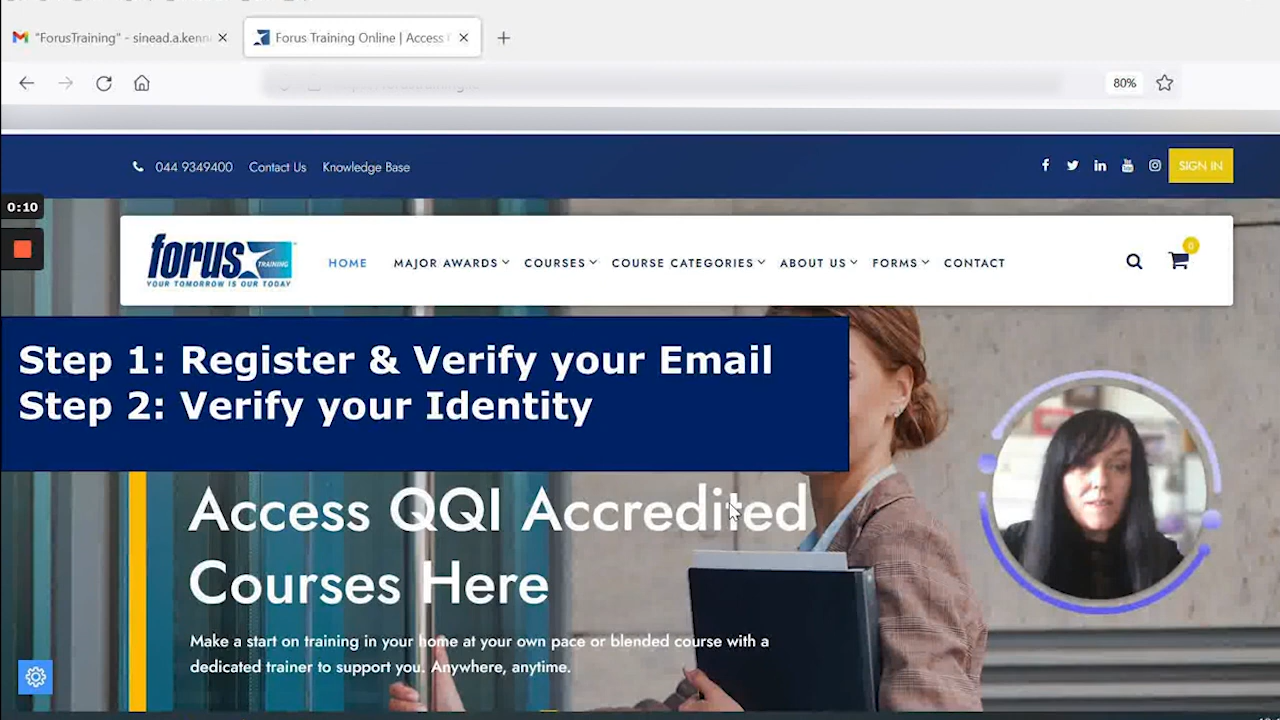 "ForusTraining" - sinead.a.kenn
Forus Training Online | Access
80%
044 9349400 Contact Us Knowledge Base
SIGN IN
0:10
forus TRAINING
YOUR TOMORROW IS OUR TODAY
HOME MAJOR AWARDS COURSES COURSE CATEGORIES ABOUT US FORMS CONTACT
0
Step 1: Register & Verify your Email
Step 2: Verify your Identity
Access QQI Accredited
Courses Here
Make a start on training in your home at your own pace or blended course with a
dedicated trainer to support you. Anywhere, anytime.